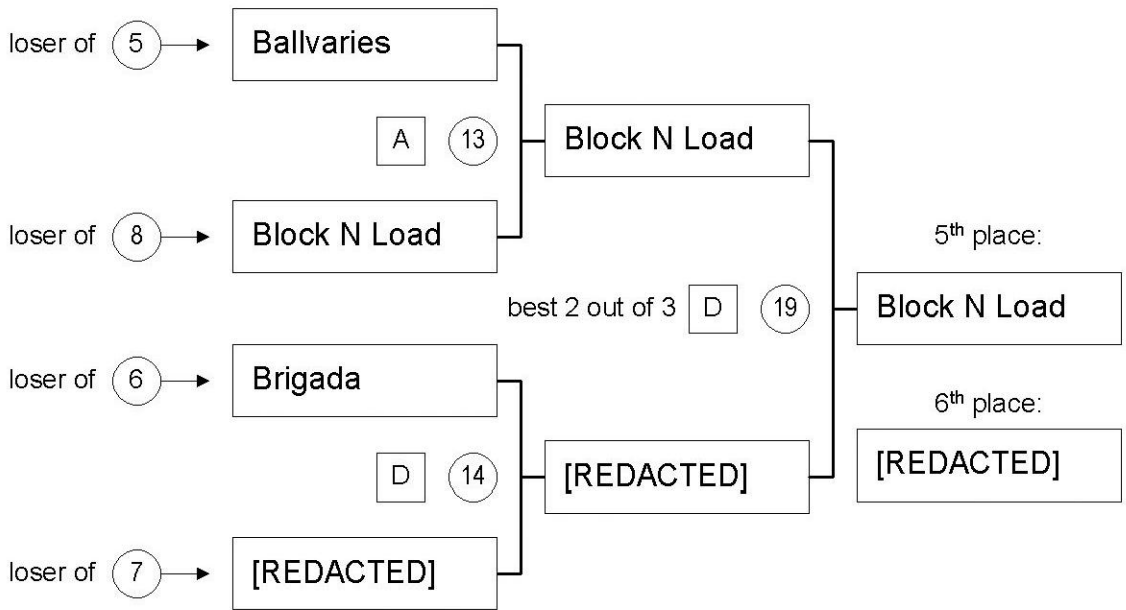 loser of 5 Ballvaries
A 13 Block N Load
loser of 8 Block N Load
5th place:
best 2 out of 3 D 19 Block N Load
loser of 6 Brigada
6th place:
D 14 [REDACTED] [REDACTED]
loser of 7 [REDACTED]